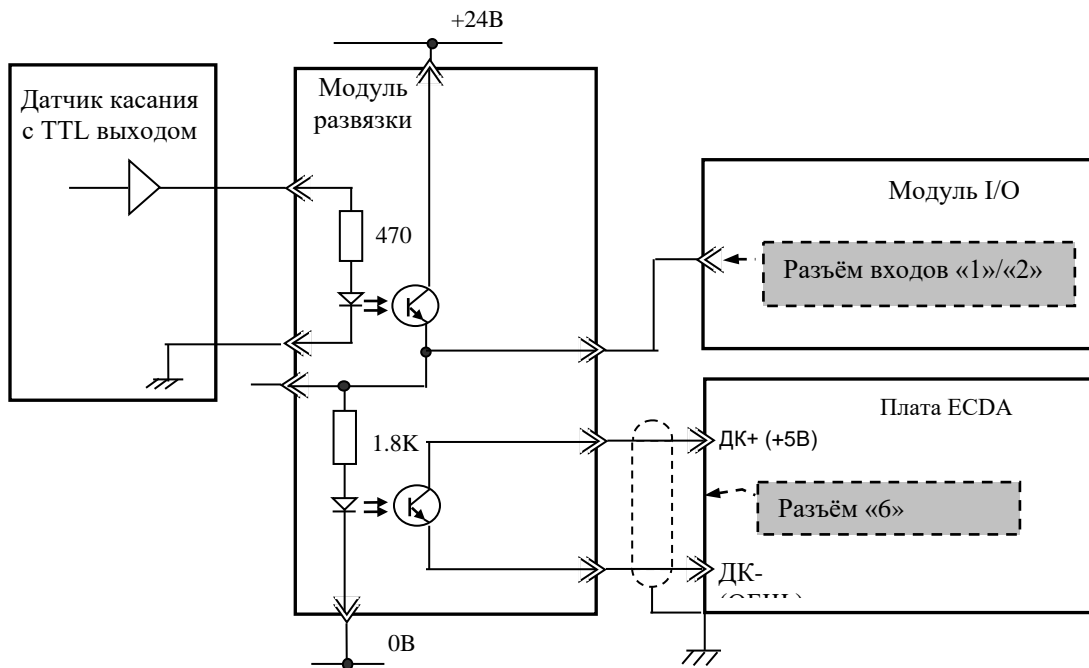 +24В
Датчик касания
с TTL выходом
Модуль
развязки
470
Модуль I/O
Разъём входов «1»/«2»
Плата ECDA
1.8K
ДК+ (+5В)
Разъём «6»
ДК-
0В